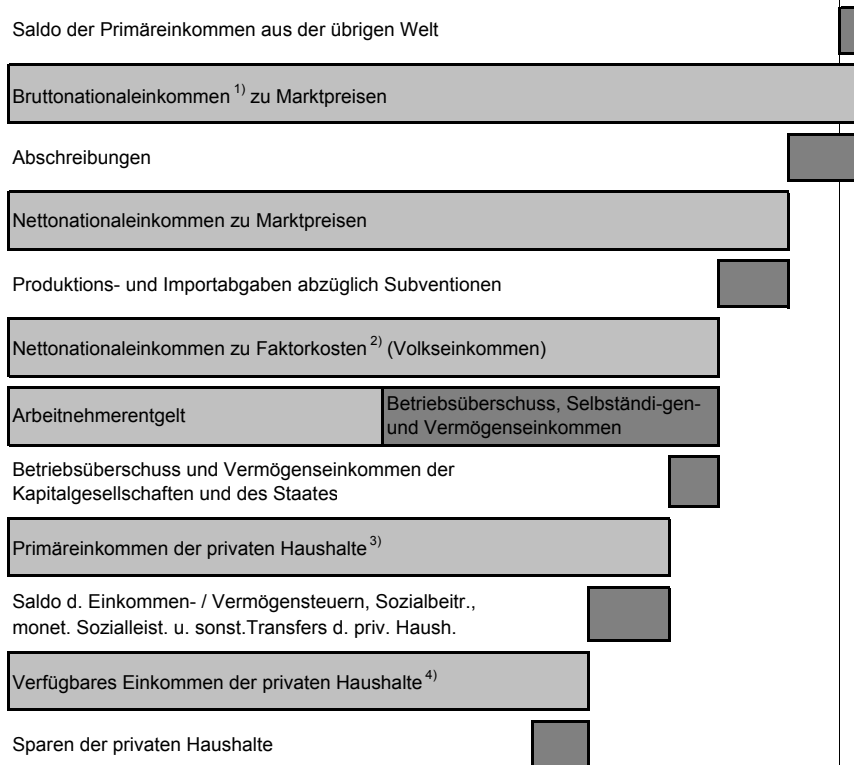 Saldo der Primäreinkommen aus der übrigen Welt
Bruttonationaleinkommen 1) zu Marktpreisen
Abschreibungen
Nettonationaleinkommen zu Marktpreisen
Produktions- und Importabgaben abzüglich Subventionen
Nettonationaleinkommen zu Faktorkosten 2) (Volkseinkommen)
Arbeitnehmerentgelt
Betriebsüberschuss, Selbständi-gen-
und Vermögenseinkommen
Betriebsüberschuss und Vermögenseinkommen der
Kapitalgesellschaften und des Staates
Primäreinkommen der privaten Haushalte 3)
Saldo d. Einkommen- / Vermögensteuern, Sozialbeitr.,
monet. Sozialleist. u. sonst.Transfers d. priv. Haush.
Verfügbares Einkommen der privaten Haushalte 4)
Sparen der privaten Haushalte